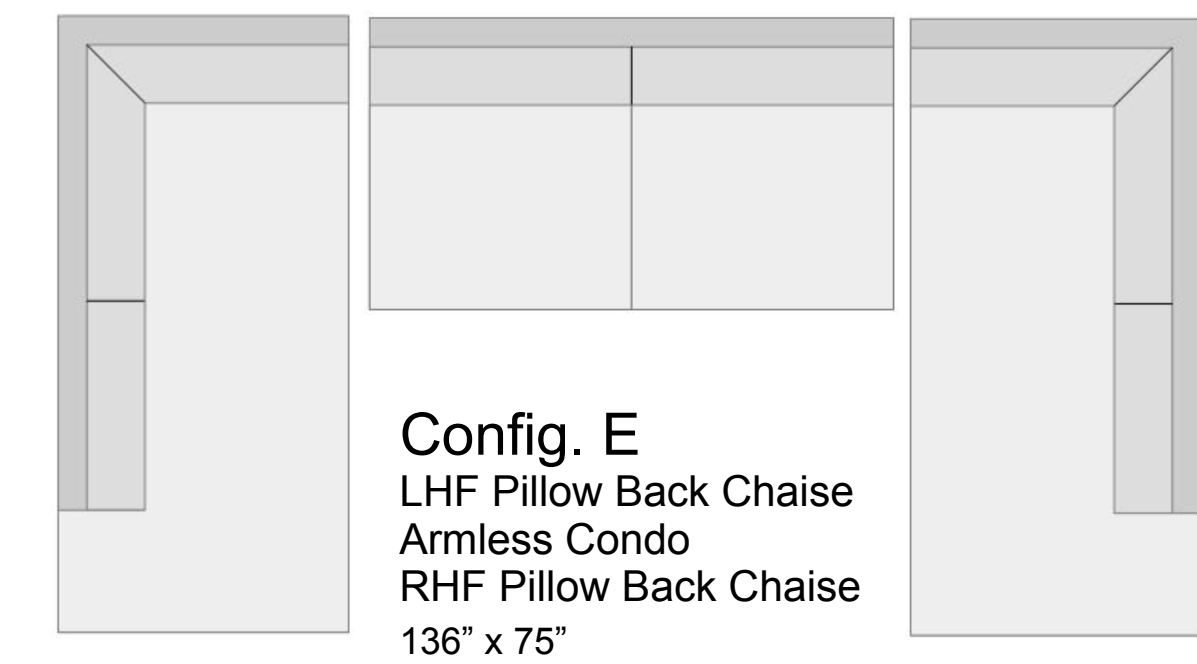 Config. E
LHF Pillow Back Chaise
Armless Condo
RHF Pillow Back Chaise
136” x 75”